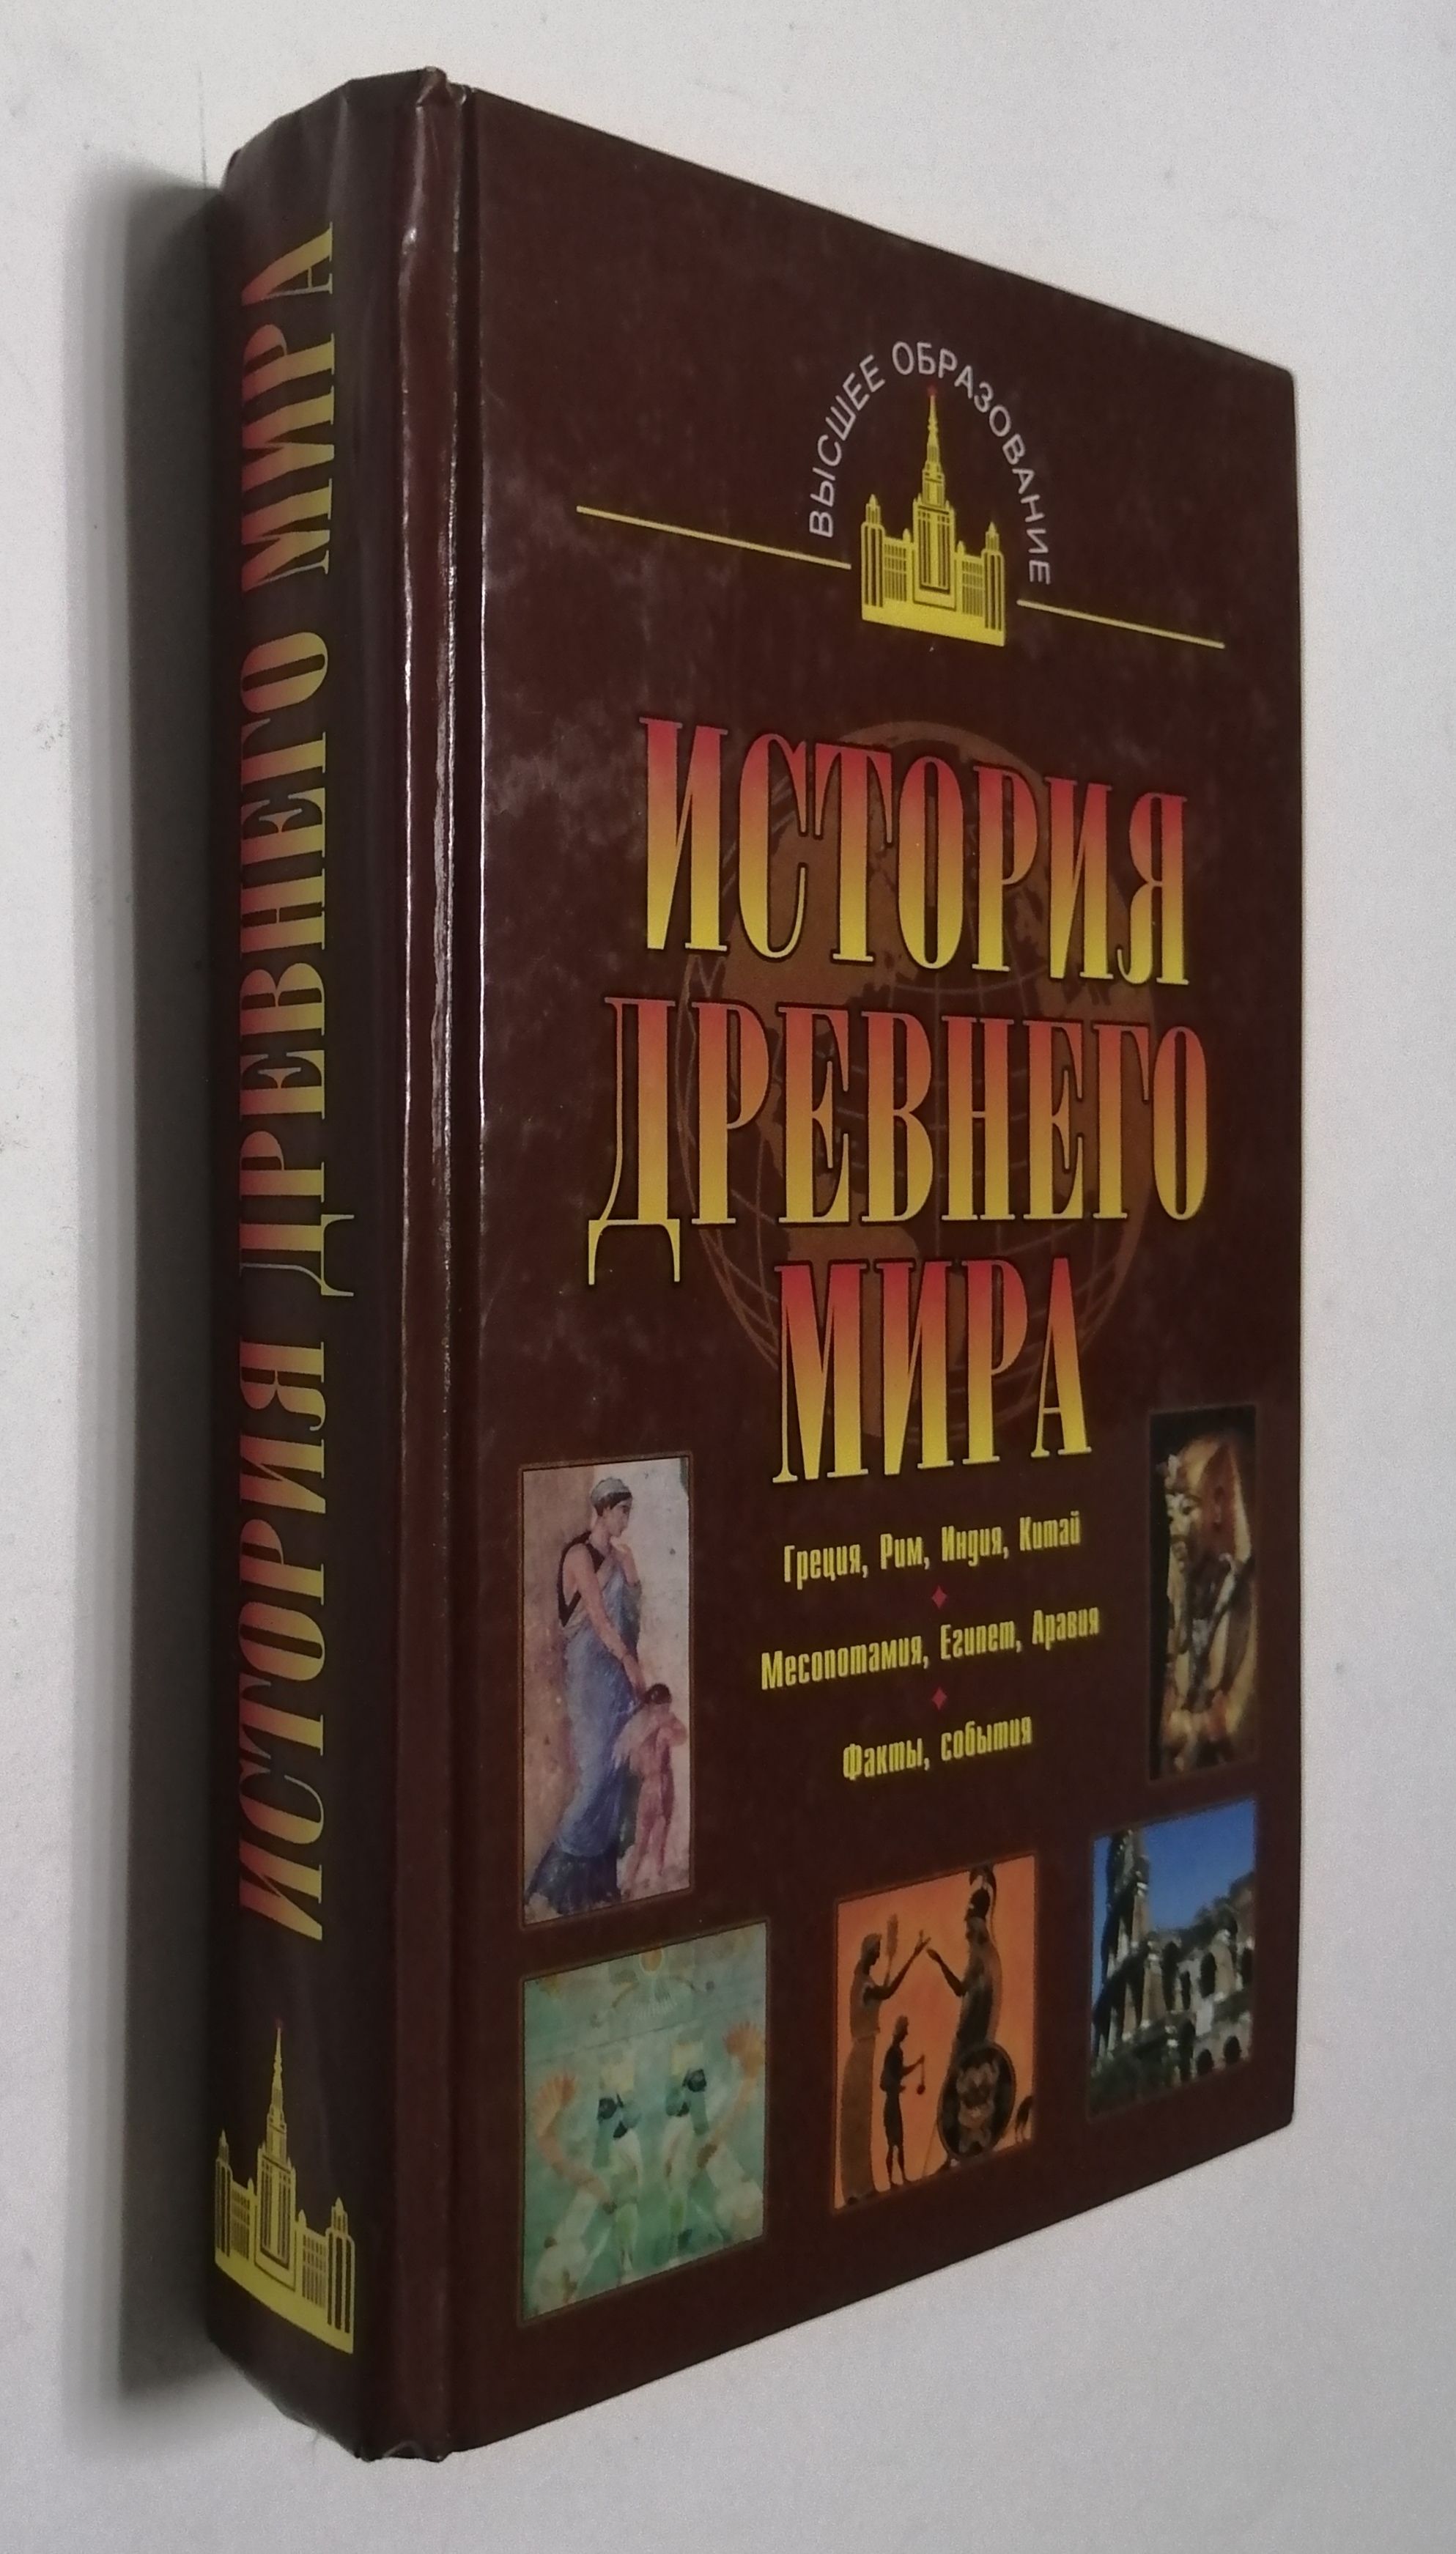 ИСТОРИЯ ДРЕВНЕГО МИРА
ВЫСШЕЕ ОБРАЗОВАНИЕ
ИСТОРИЯ
ДРЕВНЕГО
МИРА
Греция, Рим, Индия, Китай
Месопотамия, Египет, Аравия
Факты, события